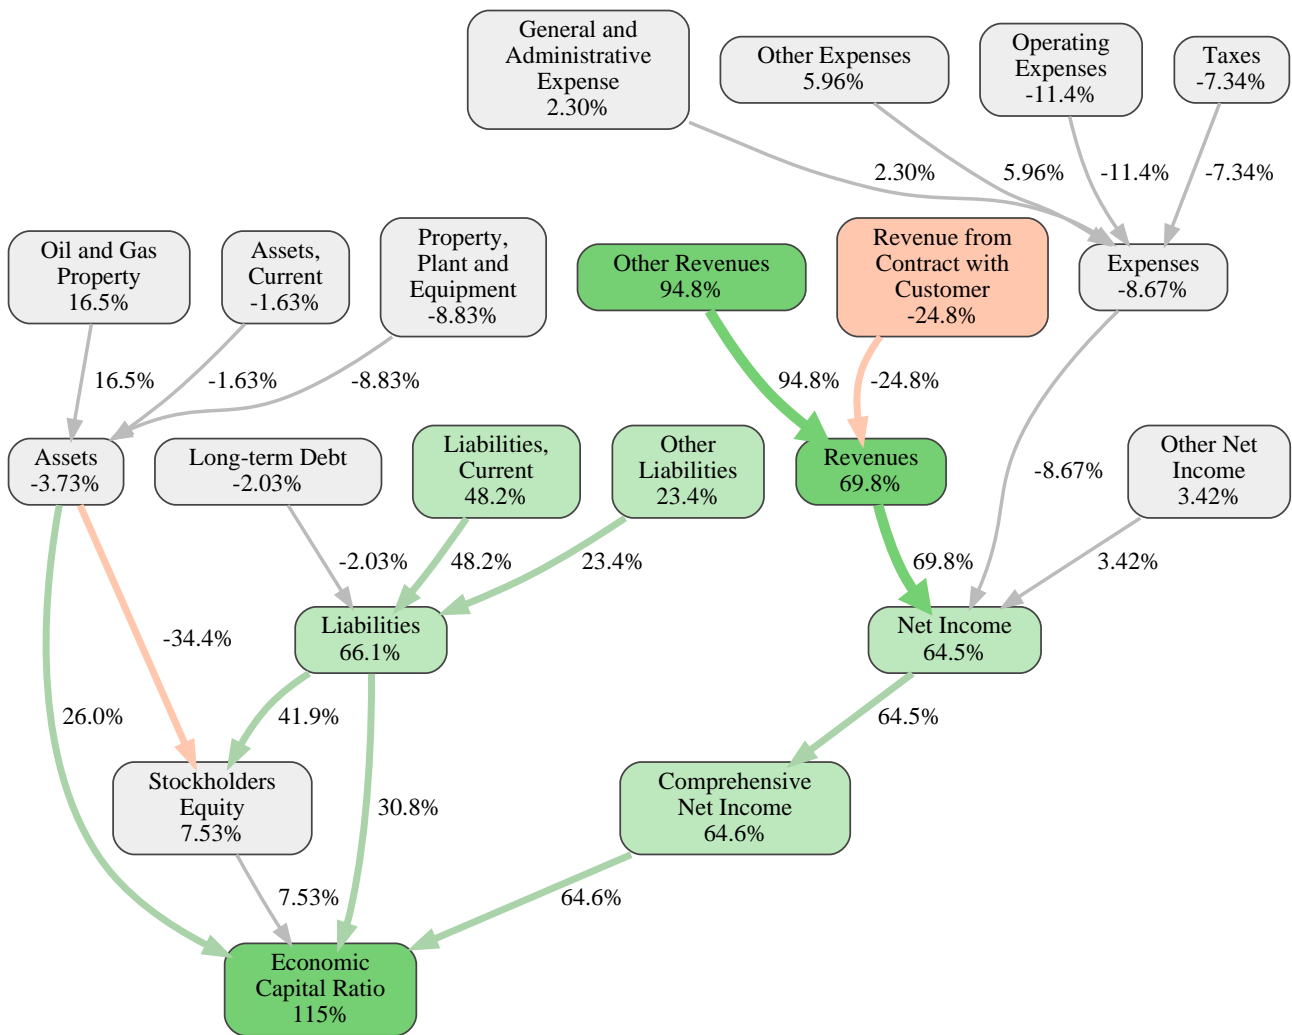 General and
Administrative
Expense
2.30%
Other Expenses
5.96%
Operating
Expenses
-11.4%
Taxes
-7.34%
2.30%
5.96%
-11.4%
-7.34%
Oil and Gas
Property
16.5%
Assets,
Current
-1.63%
Property,
Plant and
Equipment
-8.83%
Other Revenues
94.8%
Revenue from
Contract with
Customer
-24.8%
Expenses
-8.67%
16.5%
-1.63%
-8.83%
94.8%
-24.8%
Assets
-3.73%
Long-term Debt
-2.03%
Liabilities,
Current
48.2%
Other
Liabilities
23.4%
Revenues
69.8%
-8.67%
Other Net
Income
3.42%
-2.03%
48.2%
23.4%
69.8%
3.42%
-34.4%
Liabilities
66.1%
Net Income
64.5%
26.0%
41.9%
64.5%
Stockholders
Equity
7.53%
30.8%
Comprehensive
Net Income
64.6%
7.53%
64.6%
Economic
Capital Ratio
115%